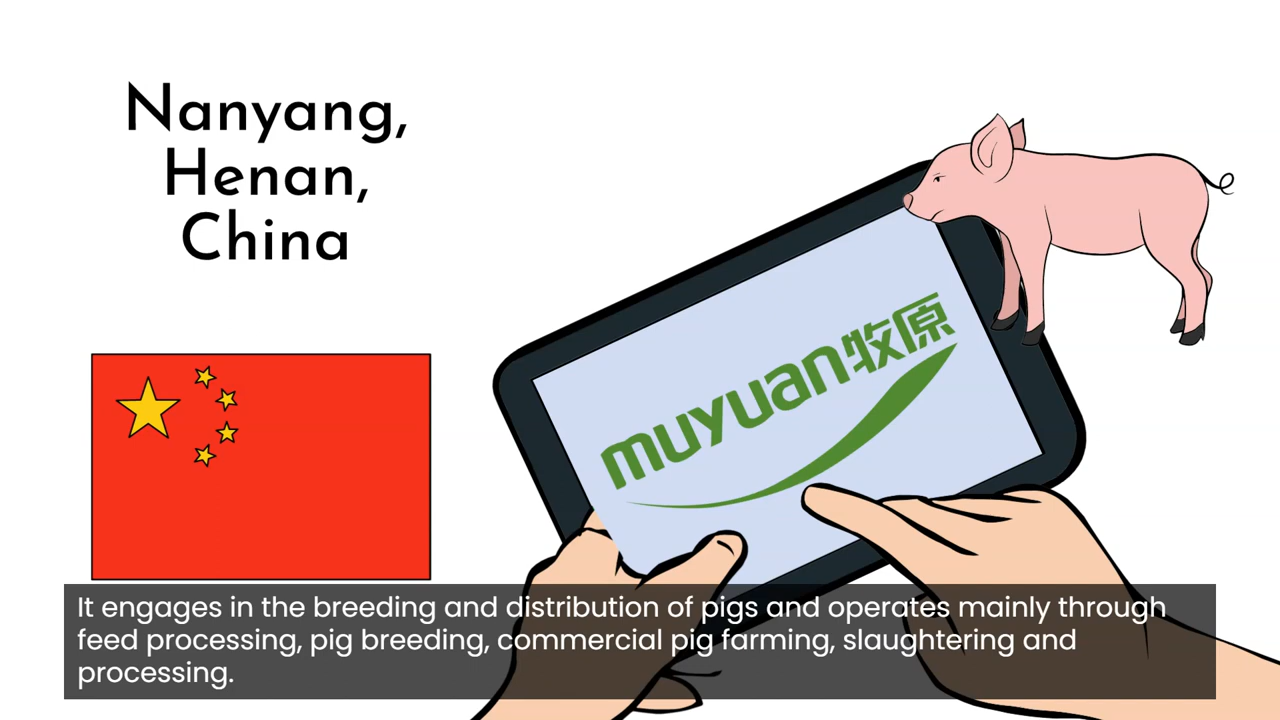 Nanyang,
Henan,
China
muyuan牧原
It engages in the breeding and distribution of pigs and operates mainly through
feed processing, pig breeding, commercial pig farming, slaughtering and
processing.